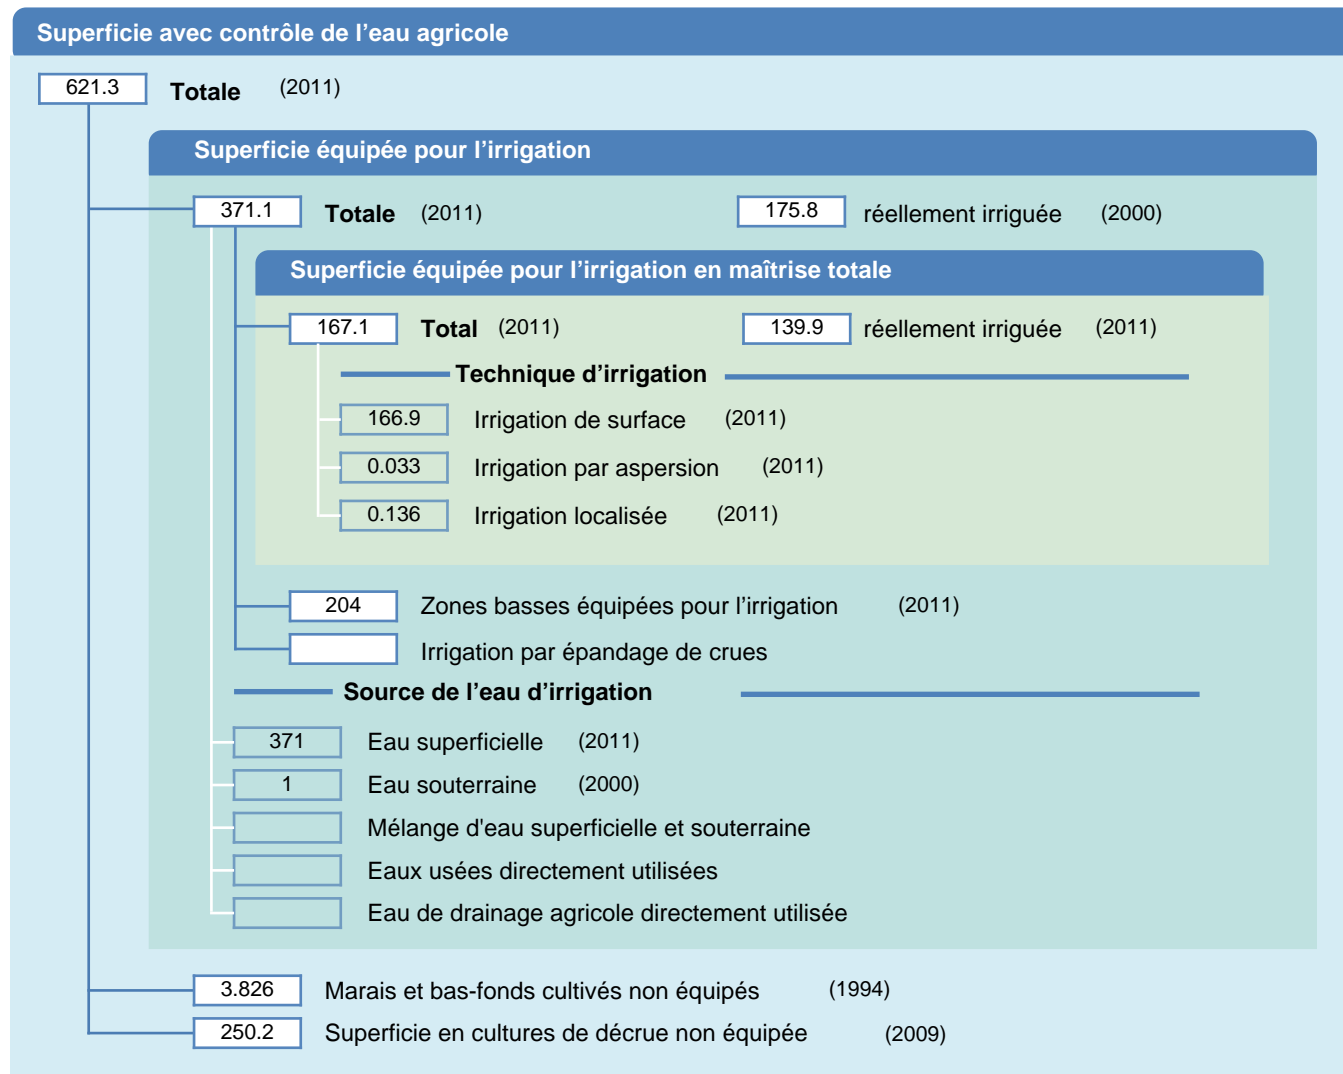 Superficie avec contrôle de l’eau agricole
621.3 Totale (2011)
Superficie équipée pour l’irrigation
371.1 Totale (2011) 175.8 réellement irriguée (2000)
Superficie équipée pour l’irrigation en maîtrise totale
167.1 Total (2011) 139.9 réellement irriguée (2011)
Technique d’irrigation
166.9 Irrigation de surface (2011)
0.033 Irrigation par aspersion (2011)
0.136 Irrigation localisée (2011)
204 Zones basses équipées pour l’irrigation (2011)
Irrigation par épandage de crues
Source de l’eau d’irrigation
371 Eau superficielle (2011)
1 Eau souterraine (2000)
Mélange d'eau superficielle et souterraine
Eaux usées directement utilisées
Eau de drainage agricole directement utilisée
3.826 Marais et bas-fonds cultivés non équipés (1994)
250.2 Superficie en cultures de décrue non équipée (2009)